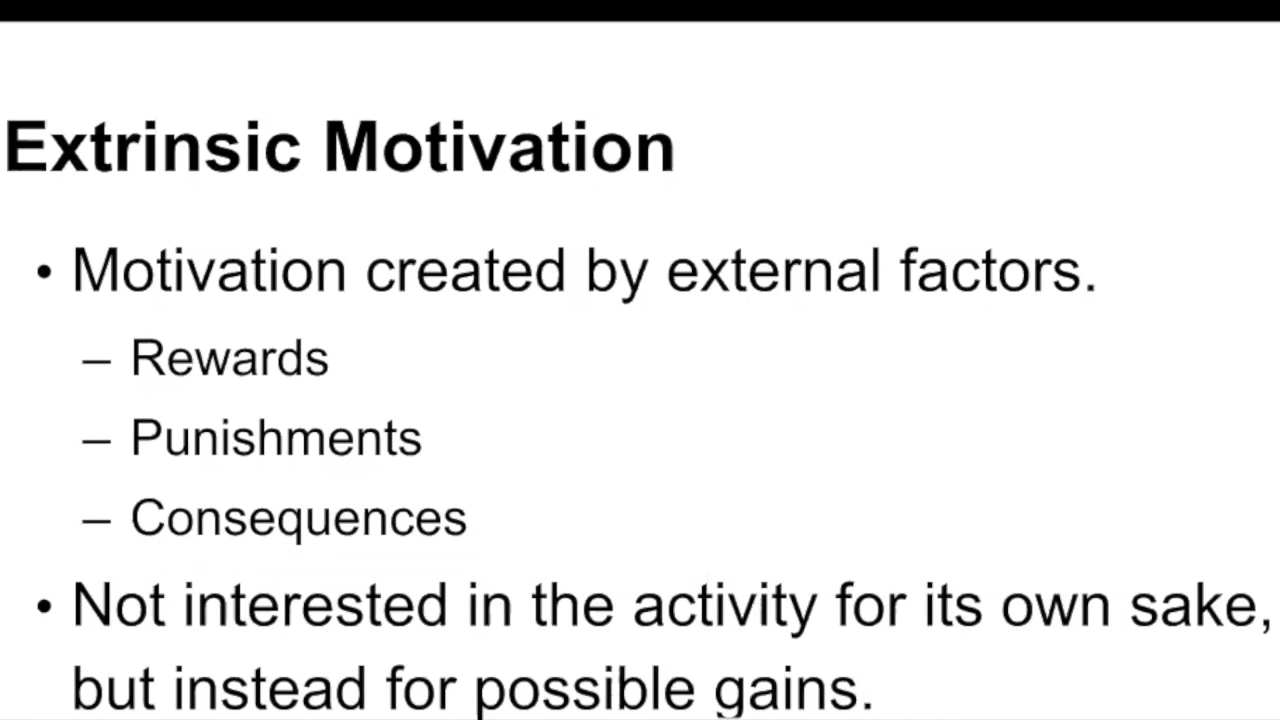 Extrinsic Motivation
• Motivation created by external factors.
– Rewards
– Punishments
– Consequences
• Not interested in the activity for its own sake,
but instead for possible gains.